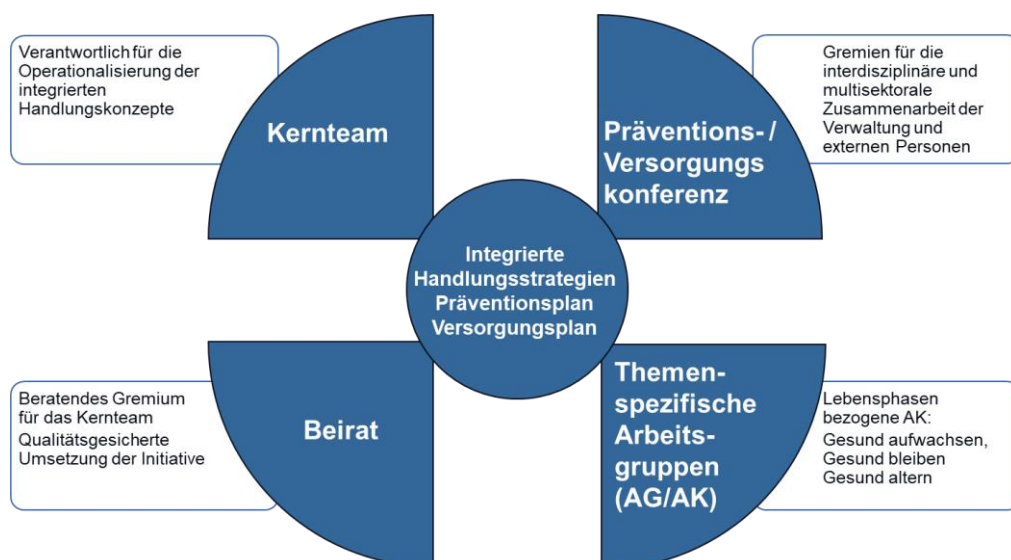 Verantwortlich für die
Operationalisierung der
integrierten
Handlungskonzepte
Kernteam
Präventions- /
Versorgungs
konferenz
Gremien für die
interdisziplinäre und
multisektorale
Zusammenarbeit der
Verwaltung und
externen Personen
Integrierte
Handlungsstrategien
Präventionsplan
Versorgungsplan
Beratendes Gremium
für das Kernteam
Qualitätsgesicherte
Umsetzung der Initiative
Beirat
Themen-
spezifische
Arbeits-
gruppen
(AG/AK)
Lebensphasen
bezogene AK:
Gesund aufwachsen,
Gesund bleiben
Gesund altern